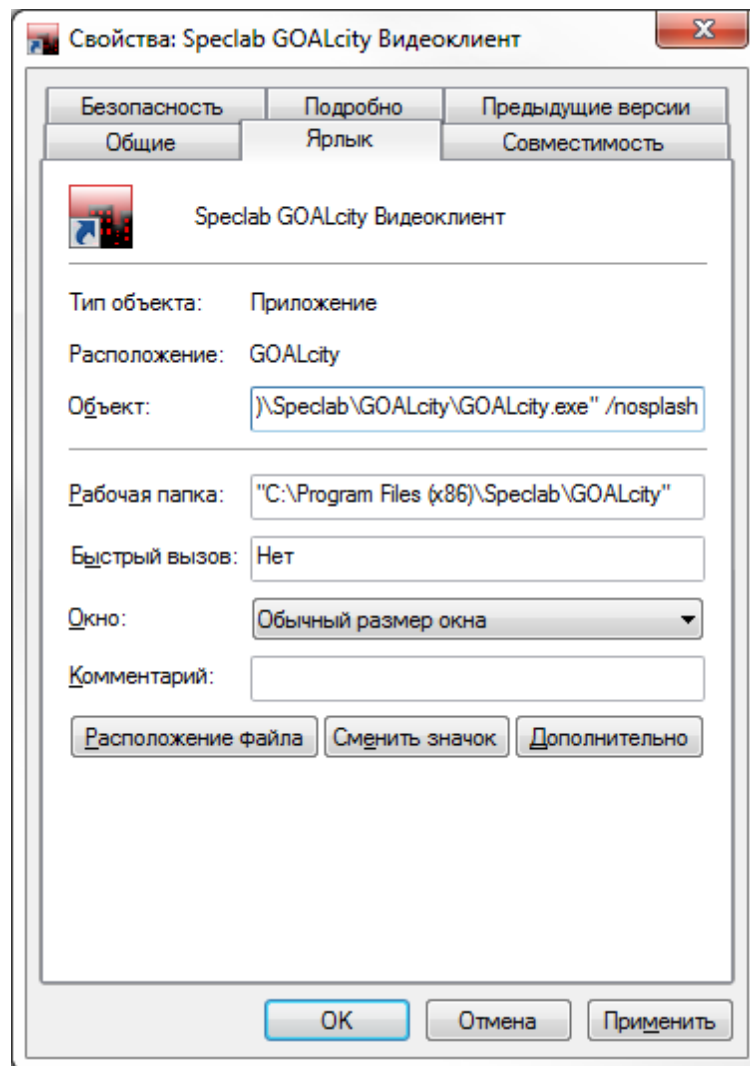 Свойства: Speclab GOALcity Видеоклиент
Безопасность Подробно Предыдущие версии
Общие Ярлык Совместимость
Speclab GOALcity Видеоклиент
Тип объекта: Приложение
Расположение: GOALcity
Объект: )\Speclab\GOALcity\GOALcity.exe" /nosplash
Рабочая папка: "C:\Program Files (x86)\Speclab\GOALcity"
Быстрый вызов: Нет
Окно: Обычный размер окна
Комментарий:
Расположение файла Сменить значок Дополнительно
OK Отмена Применить